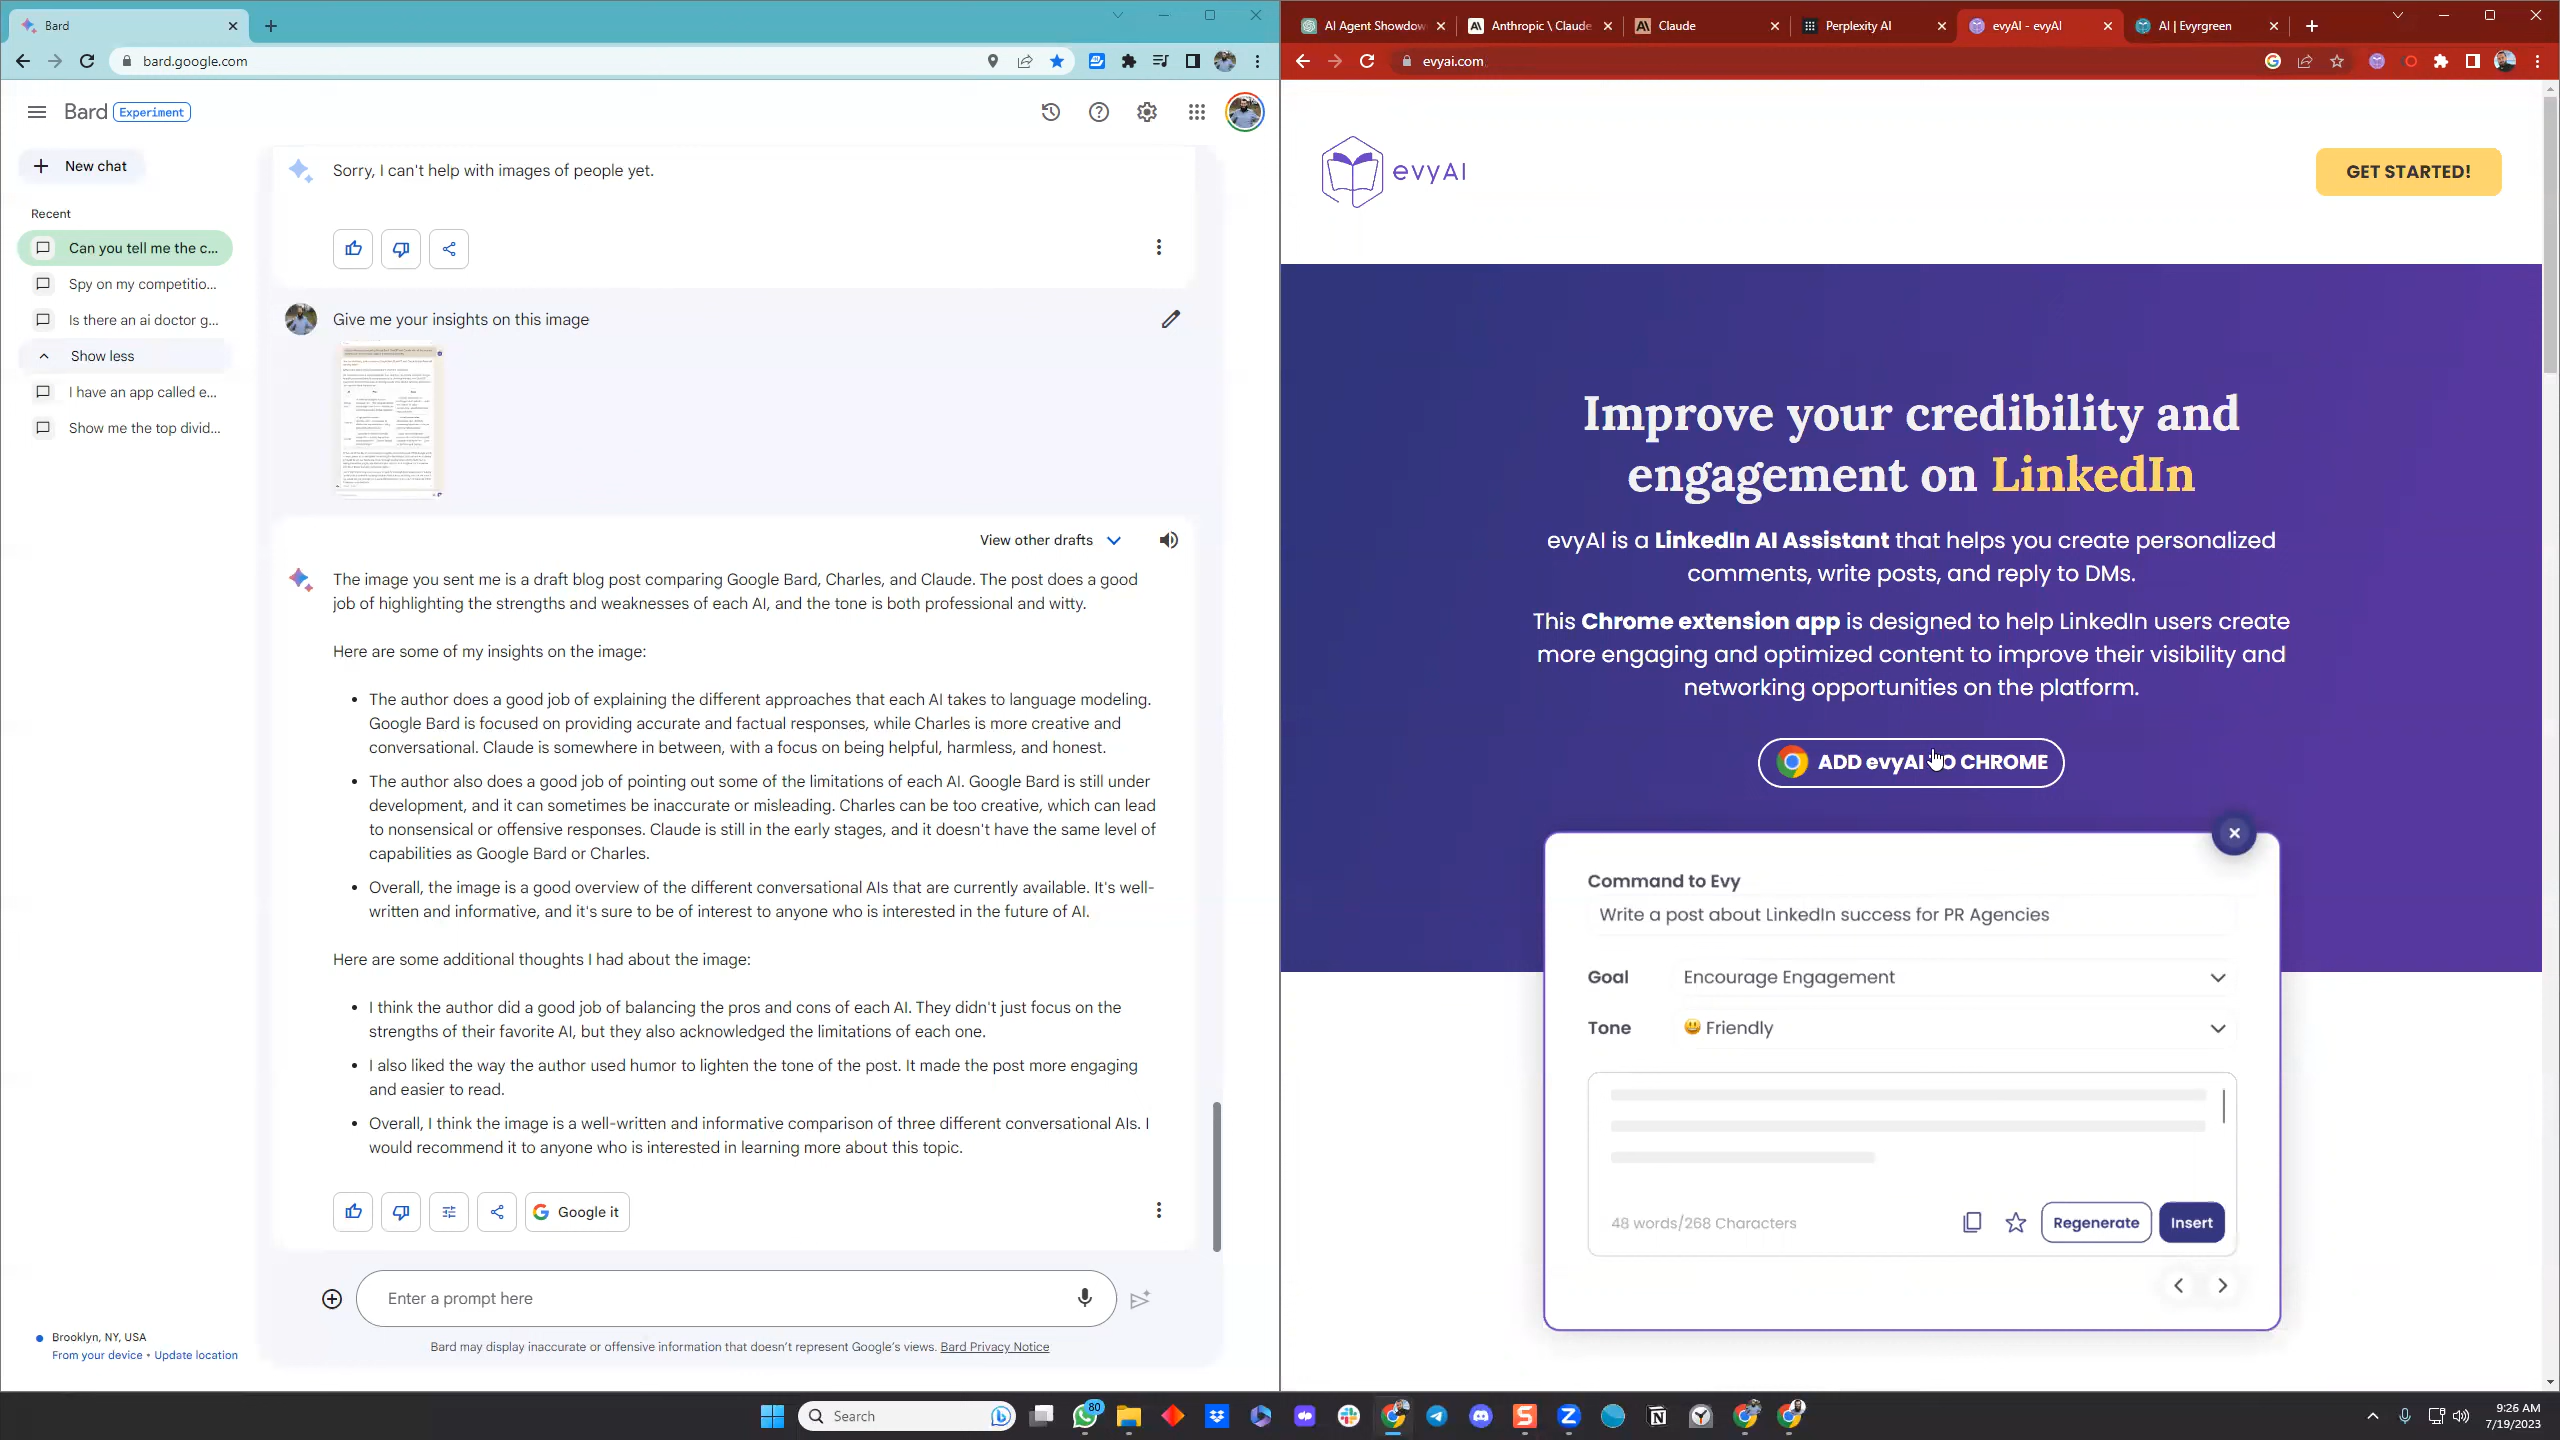 Bard
bard.google.com
Bard
Experiment
New chat
Recent
Can you tell me the c...
Spy on my competitio...
Is there an ai doctor g...
Show less
I have an app called e...
Show me the top divid...
Brooklyn, NY, USA
From your device • Update location
Sorry, I can't help with images of people yet.
Give me your insights on this image
View other drafts
The image you sent me is a draft blog post comparing Google Bard, Charles, and Claude. The post does a good
job of highlighting the strengths and weaknesses of each AI, and the tone is both professional and witty.
Here are some of my insights on the image:
• The author does a good job of explaining the different approaches that each AI takes to language modeling.
Google Bard is focused on providing accurate and factual responses, while Charles is more creative and
conversational. Claude is somewhere in between, with a focus on being helpful, harmless, and honest.
• The author also does a good job of pointing out some of the limitations of each AI. Google Bard is still under
development, and it can sometimes be inaccurate or misleading. Charles can be too creative, which can lead
to nonsensical or offensive responses. Claude is still in the early stages, and it doesn't have the same level of
capabilities as Google Bard or Charles.
• Overall, the image is a good overview of the different conversational AIs that are currently available. It's well-
written and informative, and it's sure to be of interest to anyone who is interested in the future of AI.
Here are some additional thoughts I had about the image:
• I think the author did a good job of balancing the pros and cons of each AI. They didn't just focus on the
strengths of their favorite AI, but they also acknowledged the limitations of each one.
• I also liked the way the author used humor to lighten the tone of the post. It made the post more engaging
and easier to read.
• Overall, I think the image is a well-written and informative comparison of three different conversational AIs. I
would recommend it to anyone who is interested in learning more about this topic.
Google it
Enter a prompt here
Bard may display inaccurate or offensive information that doesn't represent Google's views. Bard Privacy Notice
AI Agent Showdow
Anthropic \ Claude
Claude
Perplexity AI
evyAI - evyAI
AI | Evyrgreen
evyai.com
evyAI
GET STARTED!
Improve your credibility and
engagement on LinkedIn
evyAI is a LinkedIn AI Assistant that helps you create personalized
comments, write posts, and reply to DMs.
This Chrome extension app is designed to help LinkedIn users create
more engaging and optimized content to improve their visibility and
networking opportunities on the platform.
ADD evyAI TO CHROME
Command to Evy
Write a post about LinkedIn success for PR Agencies
Goal
Encourage Engagement
Tone
Friendly
48 words/268 Characters
Regenerate
Insert
Search
80
9:26 AM
7/19/2023